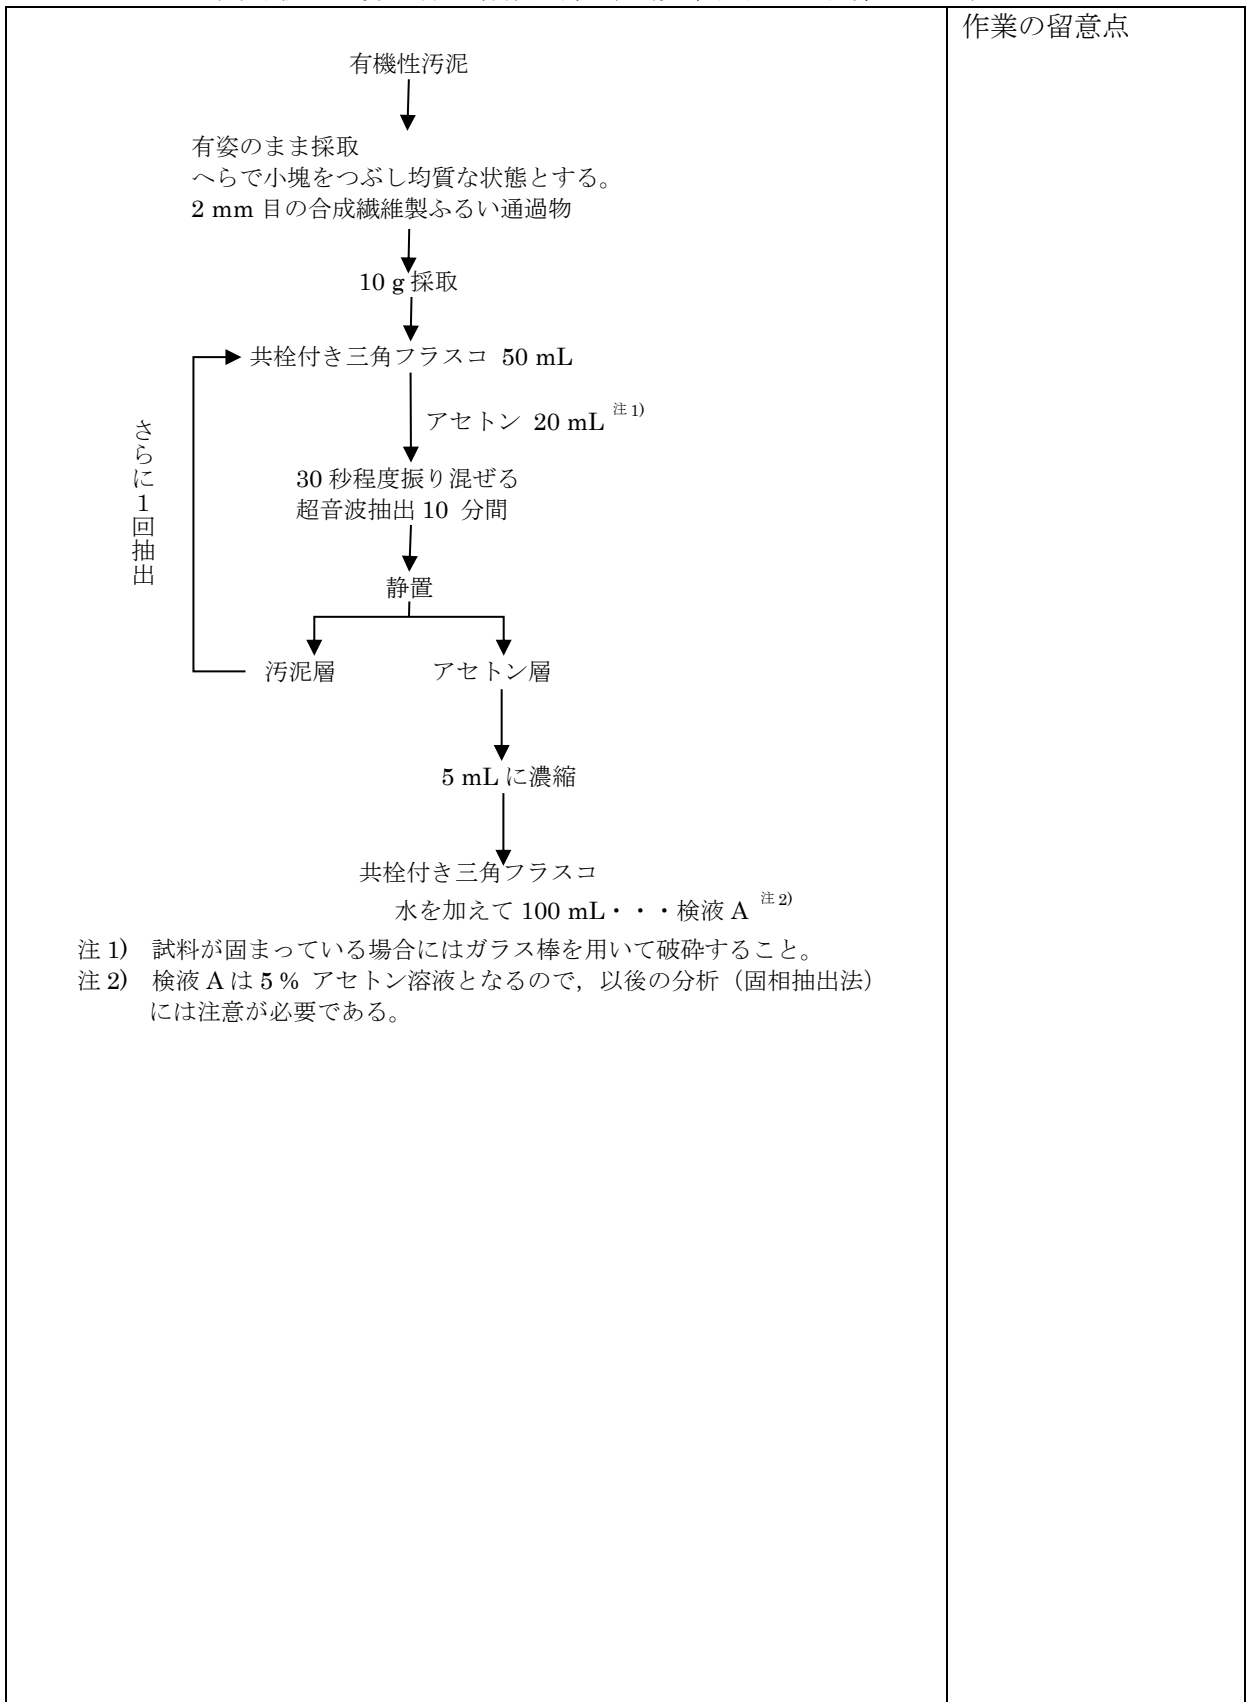 作業の留意点
有機性汚泥
有姿のまま採取
へらで小塊をつぶし均質な状態とする。
2 mm 目の合成繊維製ふるい通過物
10 g 採取
共栓付き三角フラスコ 50 mL
アセトン 20 mL 注1)
さらに1回抽出
30 秒程度振り混ぜる
超音波抽出 10 分間
静置
汚泥層 アセトン層
5 mL に濃縮
共栓付き三角フラスコ
水を加えて 100 mL・・・検液 A 注2)
注 1) 試料が固まっている場合にはガラス棒を用いて破砕すること。
注 2) 検液 A は 5 % アセトン溶液となるので，以後の分析（固相抽出法）
には注意が必要である。